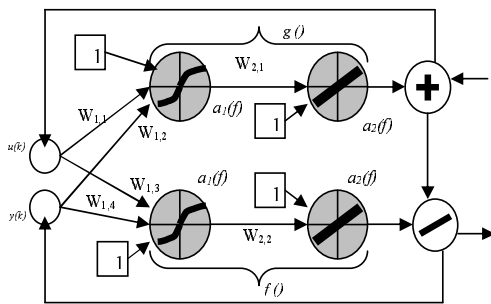 g ()
1
W2,1
W1,1
W1,2
a1(f)
1
a2(f)
+
u(k)
y(k)
W1,3
W1,4
a1(f)
1
a2(f)
W2,2
1
f ()